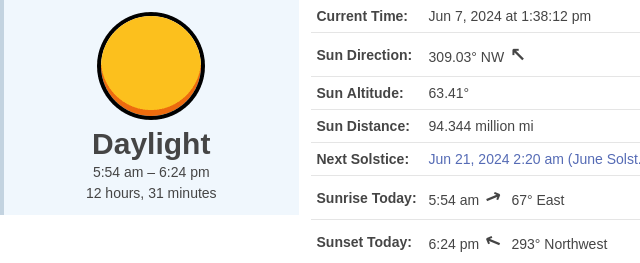 Daylight
5:54 am – 6:24 pm
12 hours, 31 minutes
Current Time: Jun 7, 2024 at 1:38:12 pm
Sun Direction: 309.03° NW ↖
Sun Altitude: 63.41°
Sun Distance: 94.344 million mi
Next Solstice: Jun 21, 2024 2:20 am (June Solst.
Sunrise Today: 5:54 am → 67° East
Sunset Today: 6:24 pm ← 293° Northwest